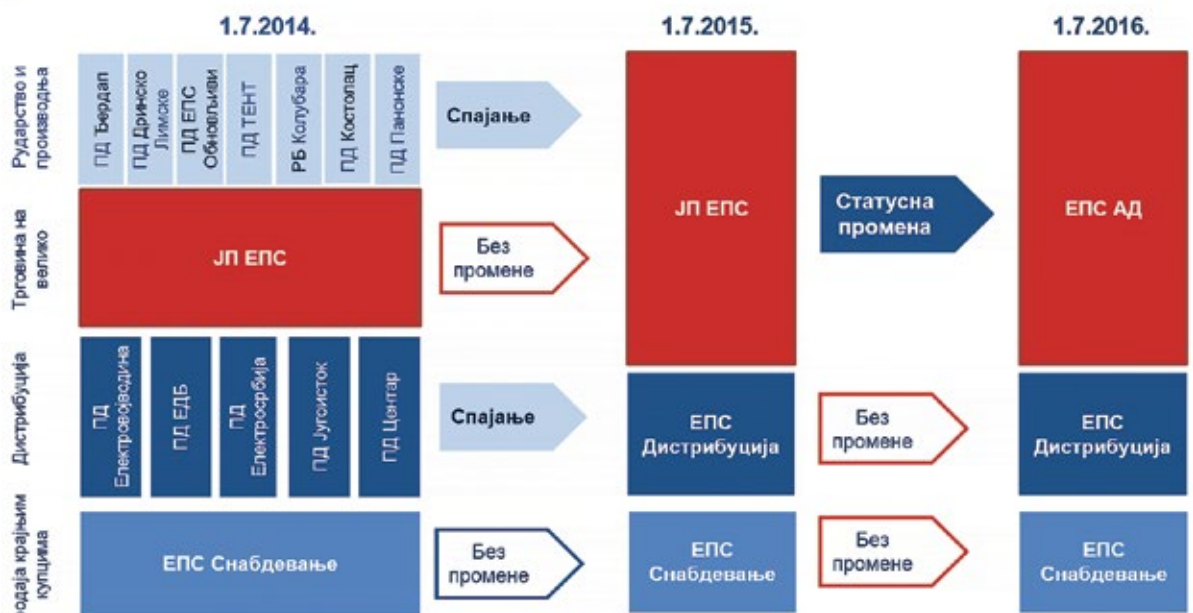 1.7.2014.
1.7.2015.
1.7.2016.
Рударство и
производња
ПД Ђердап
ПД Дринско
Лимске
ПД ЕПС
Обновљиви
ПД ТЕНТ
РБ Колубара
ПД Костолац
ПД Панонске
Спајање
Трговина на
велико
ЈП ЕПС
Без
промене
ЈП ЕПС
Статусна
промена
ЕПС АД
Дистрибуција
ПД
Електровојводина
ПД ЕДБ
ПД
Електросрбија
ПД Југоисток
ПД Центар
Спајање
ЕПС
Дистрибуција
Без
промене
ЕПС
Дистрибуција
крајњим
купцима
ЕПС Снабдевање
Без
промене
ЕПС
Снабдевање
Без
промене
ЕПС
Снабдевање